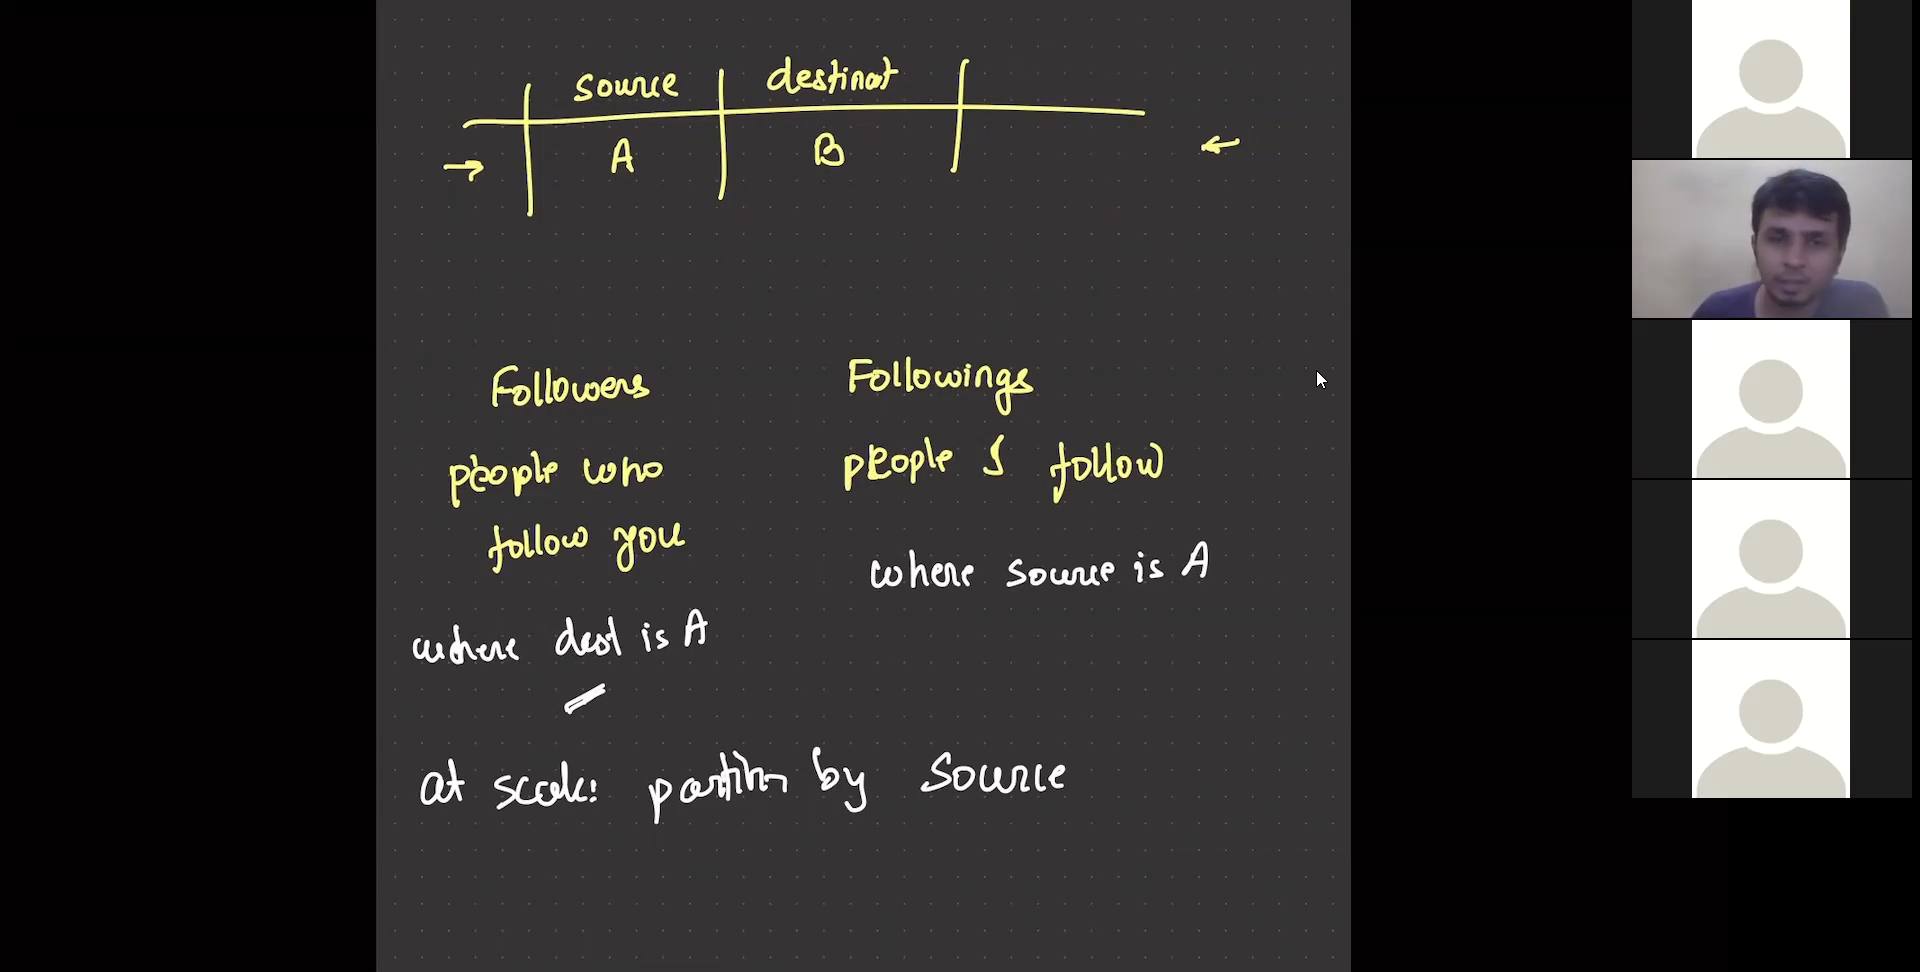 source destinat
→ A B ←
Followers Followings
people who people I follow
follow you
where source is A
where dest is A
at scale: partition by source